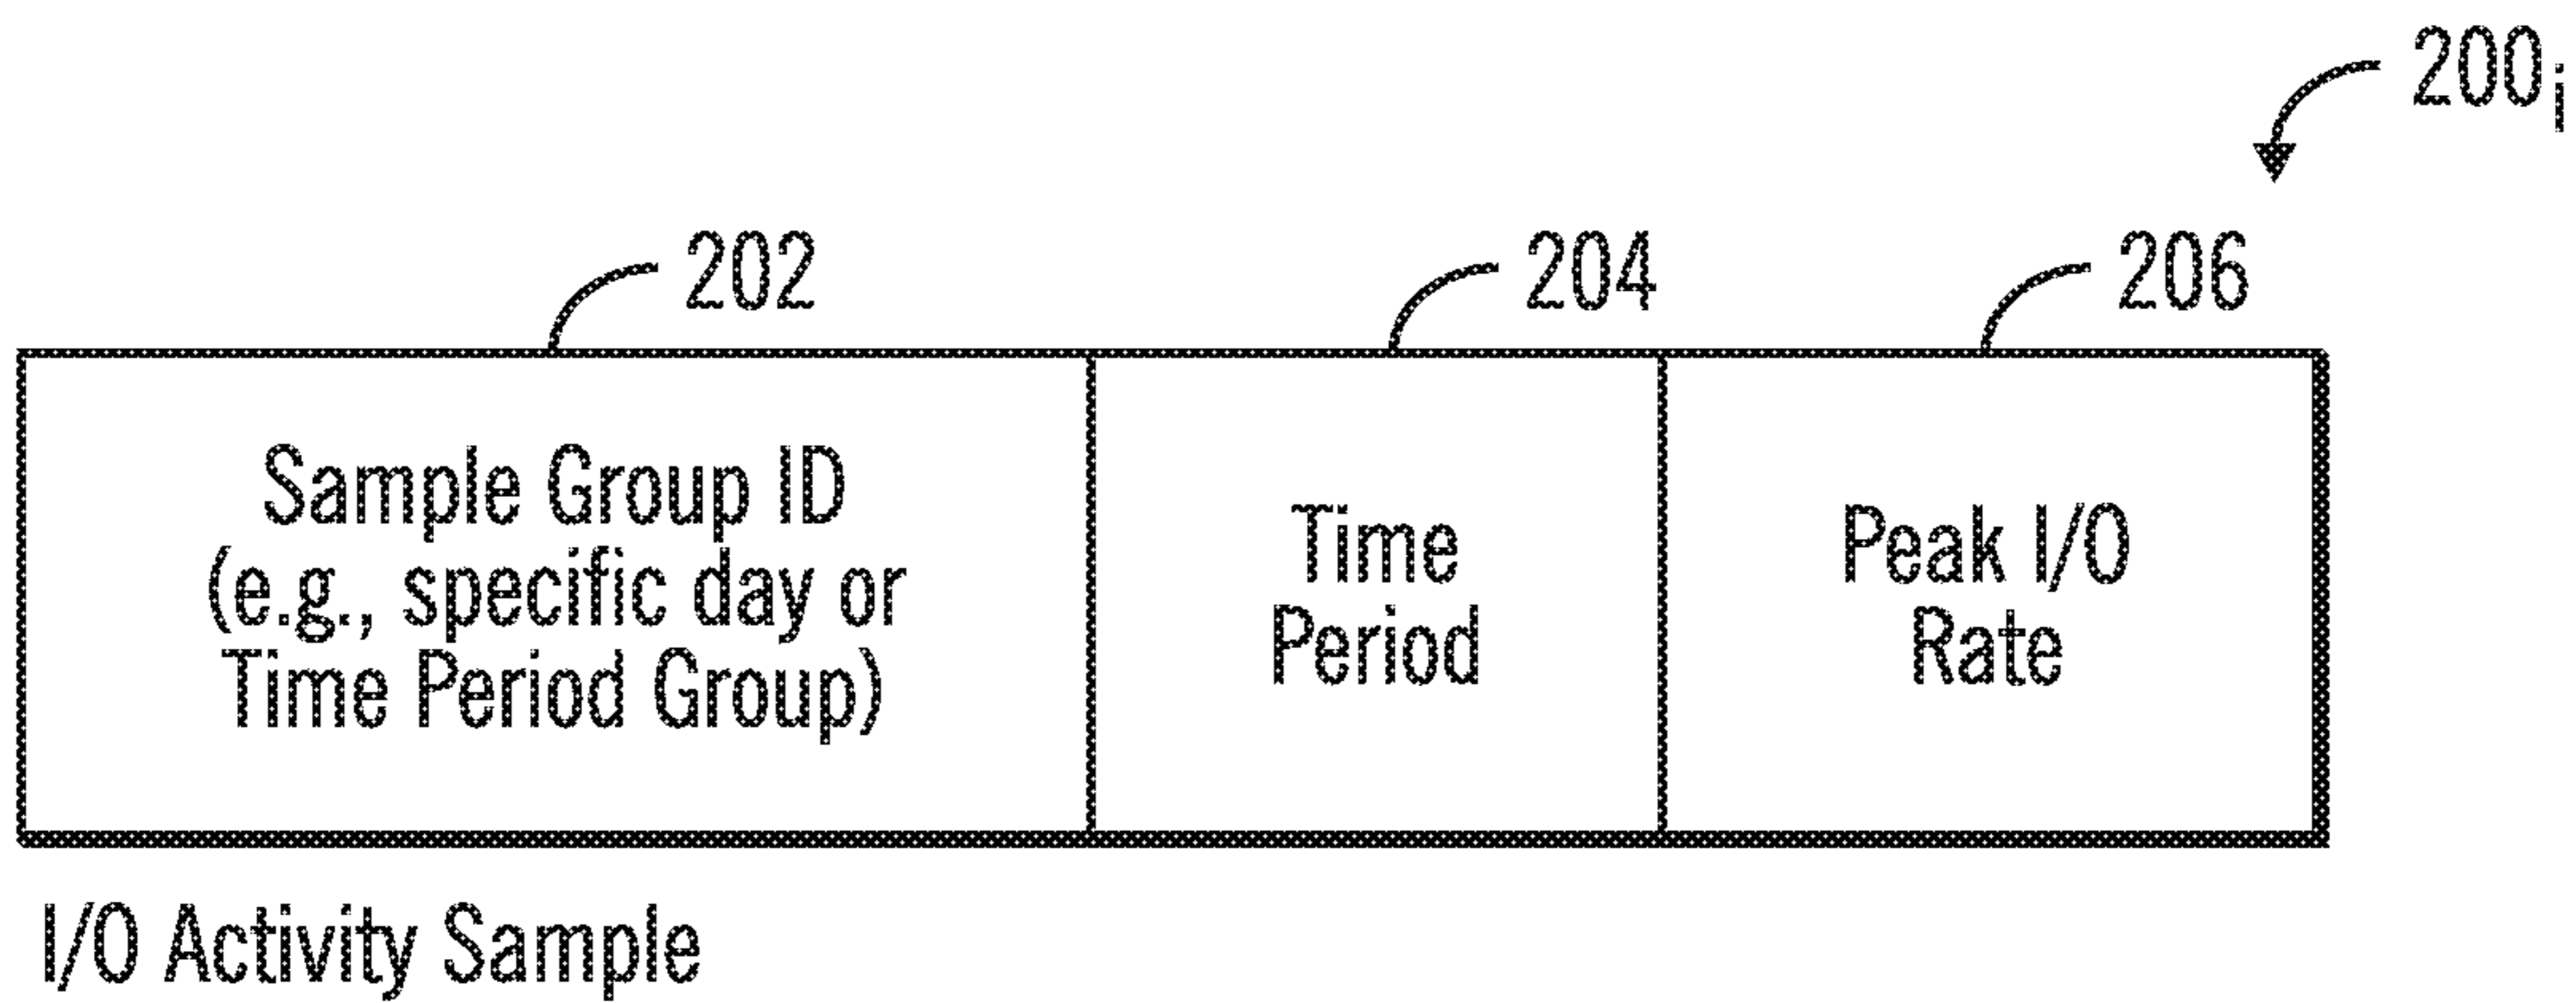 200i
202
204
206
Sample Group ID
(e.g., specific day or
Time Period Group)
Time
Period
Peak I/O
Rate
I/O Activity Sample